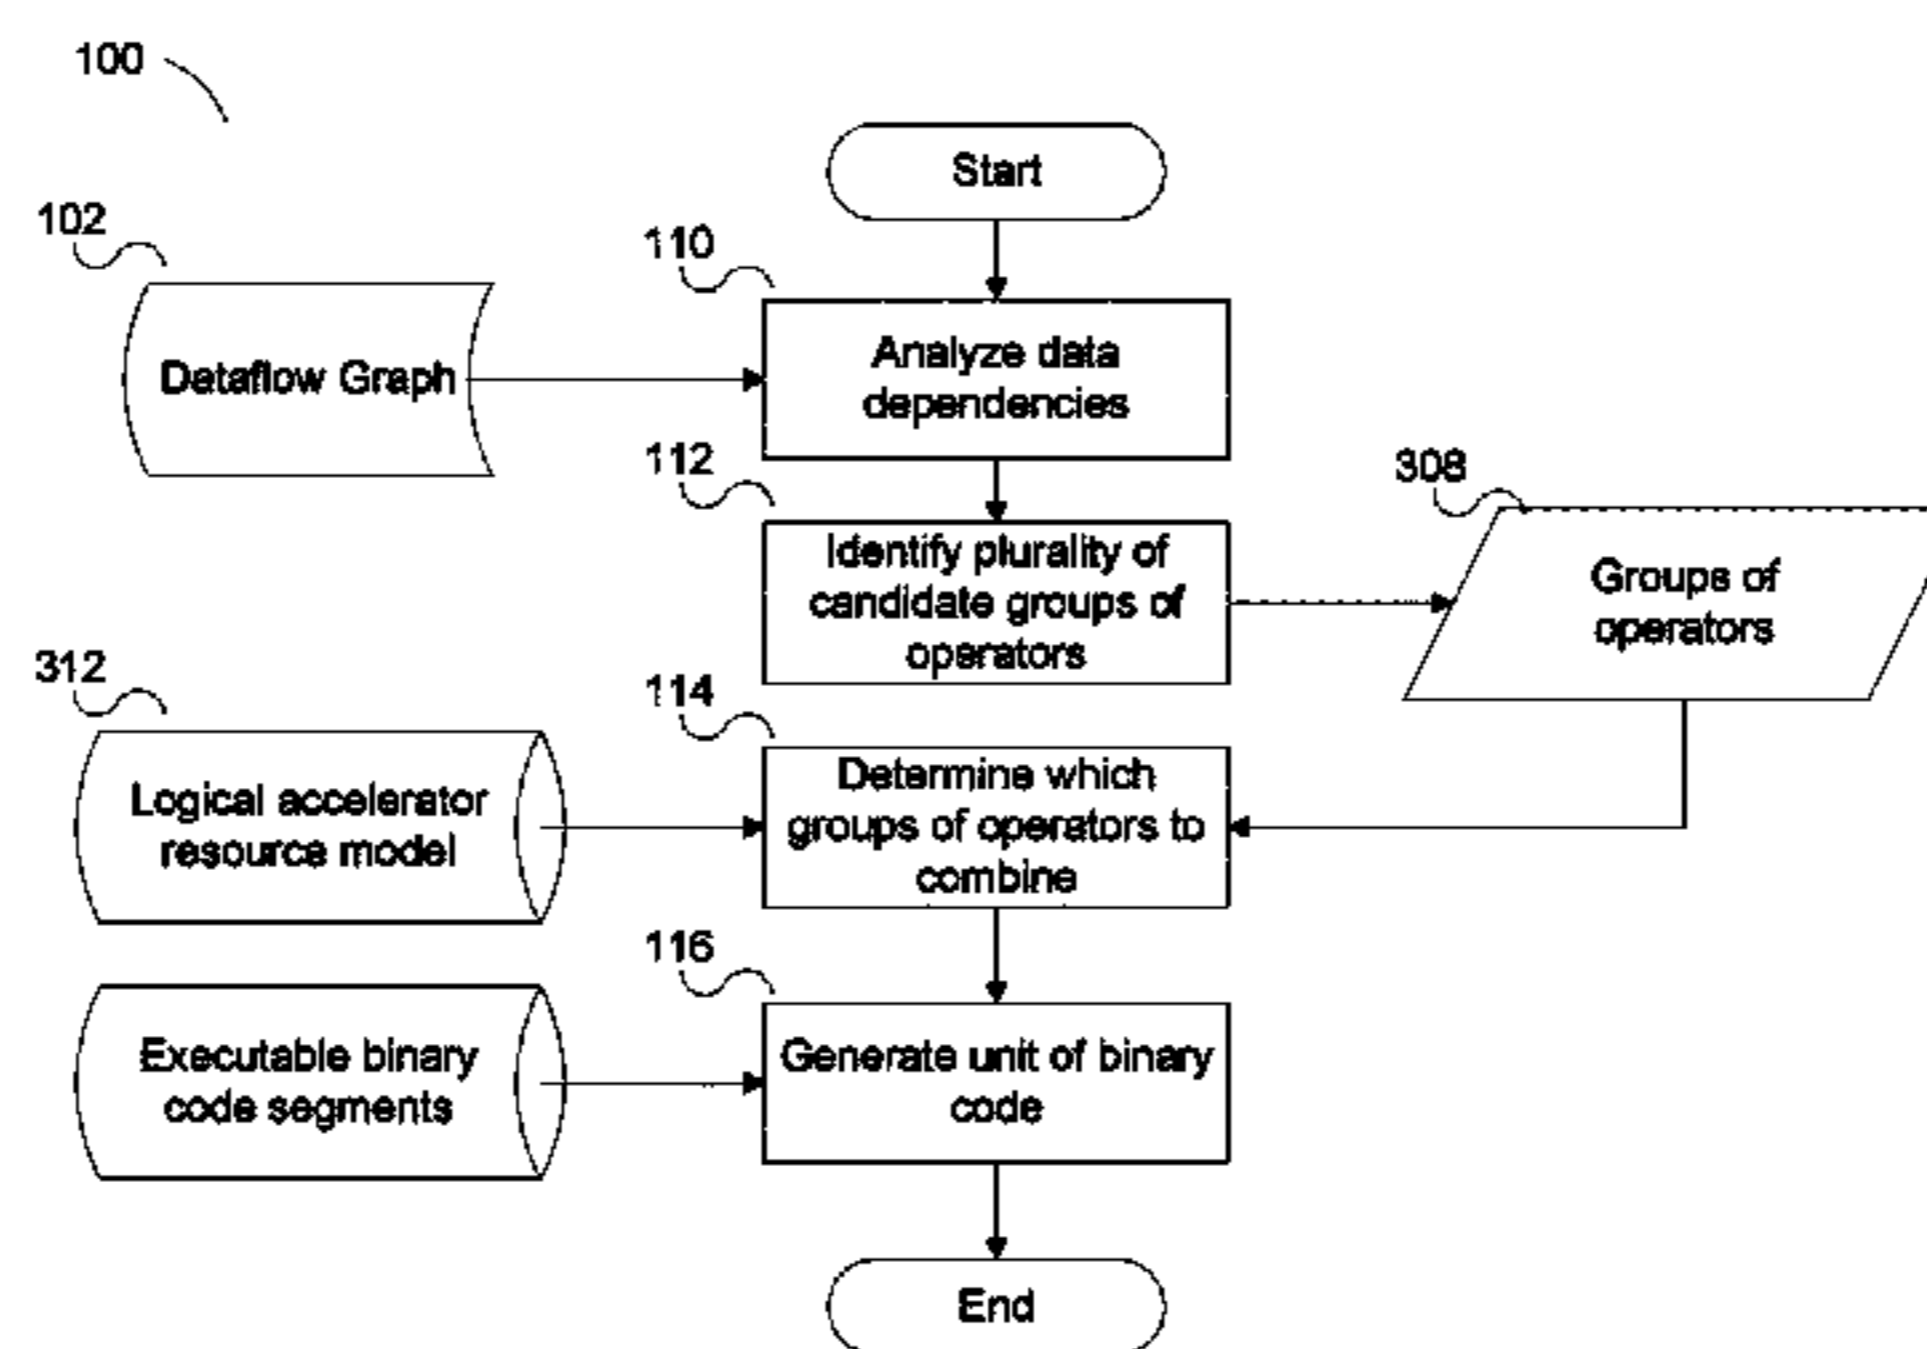 100
Start
102
110
Dataflow Graph
Analyze data
dependencies
112
308
Identify plurality of
candidate groups of
operators
Groups of
operators
312
114
Logical accelerator
resource model
Determine which
groups of operators to
combine
116
Executable binary
code segments
Generate unit of binary
code
End